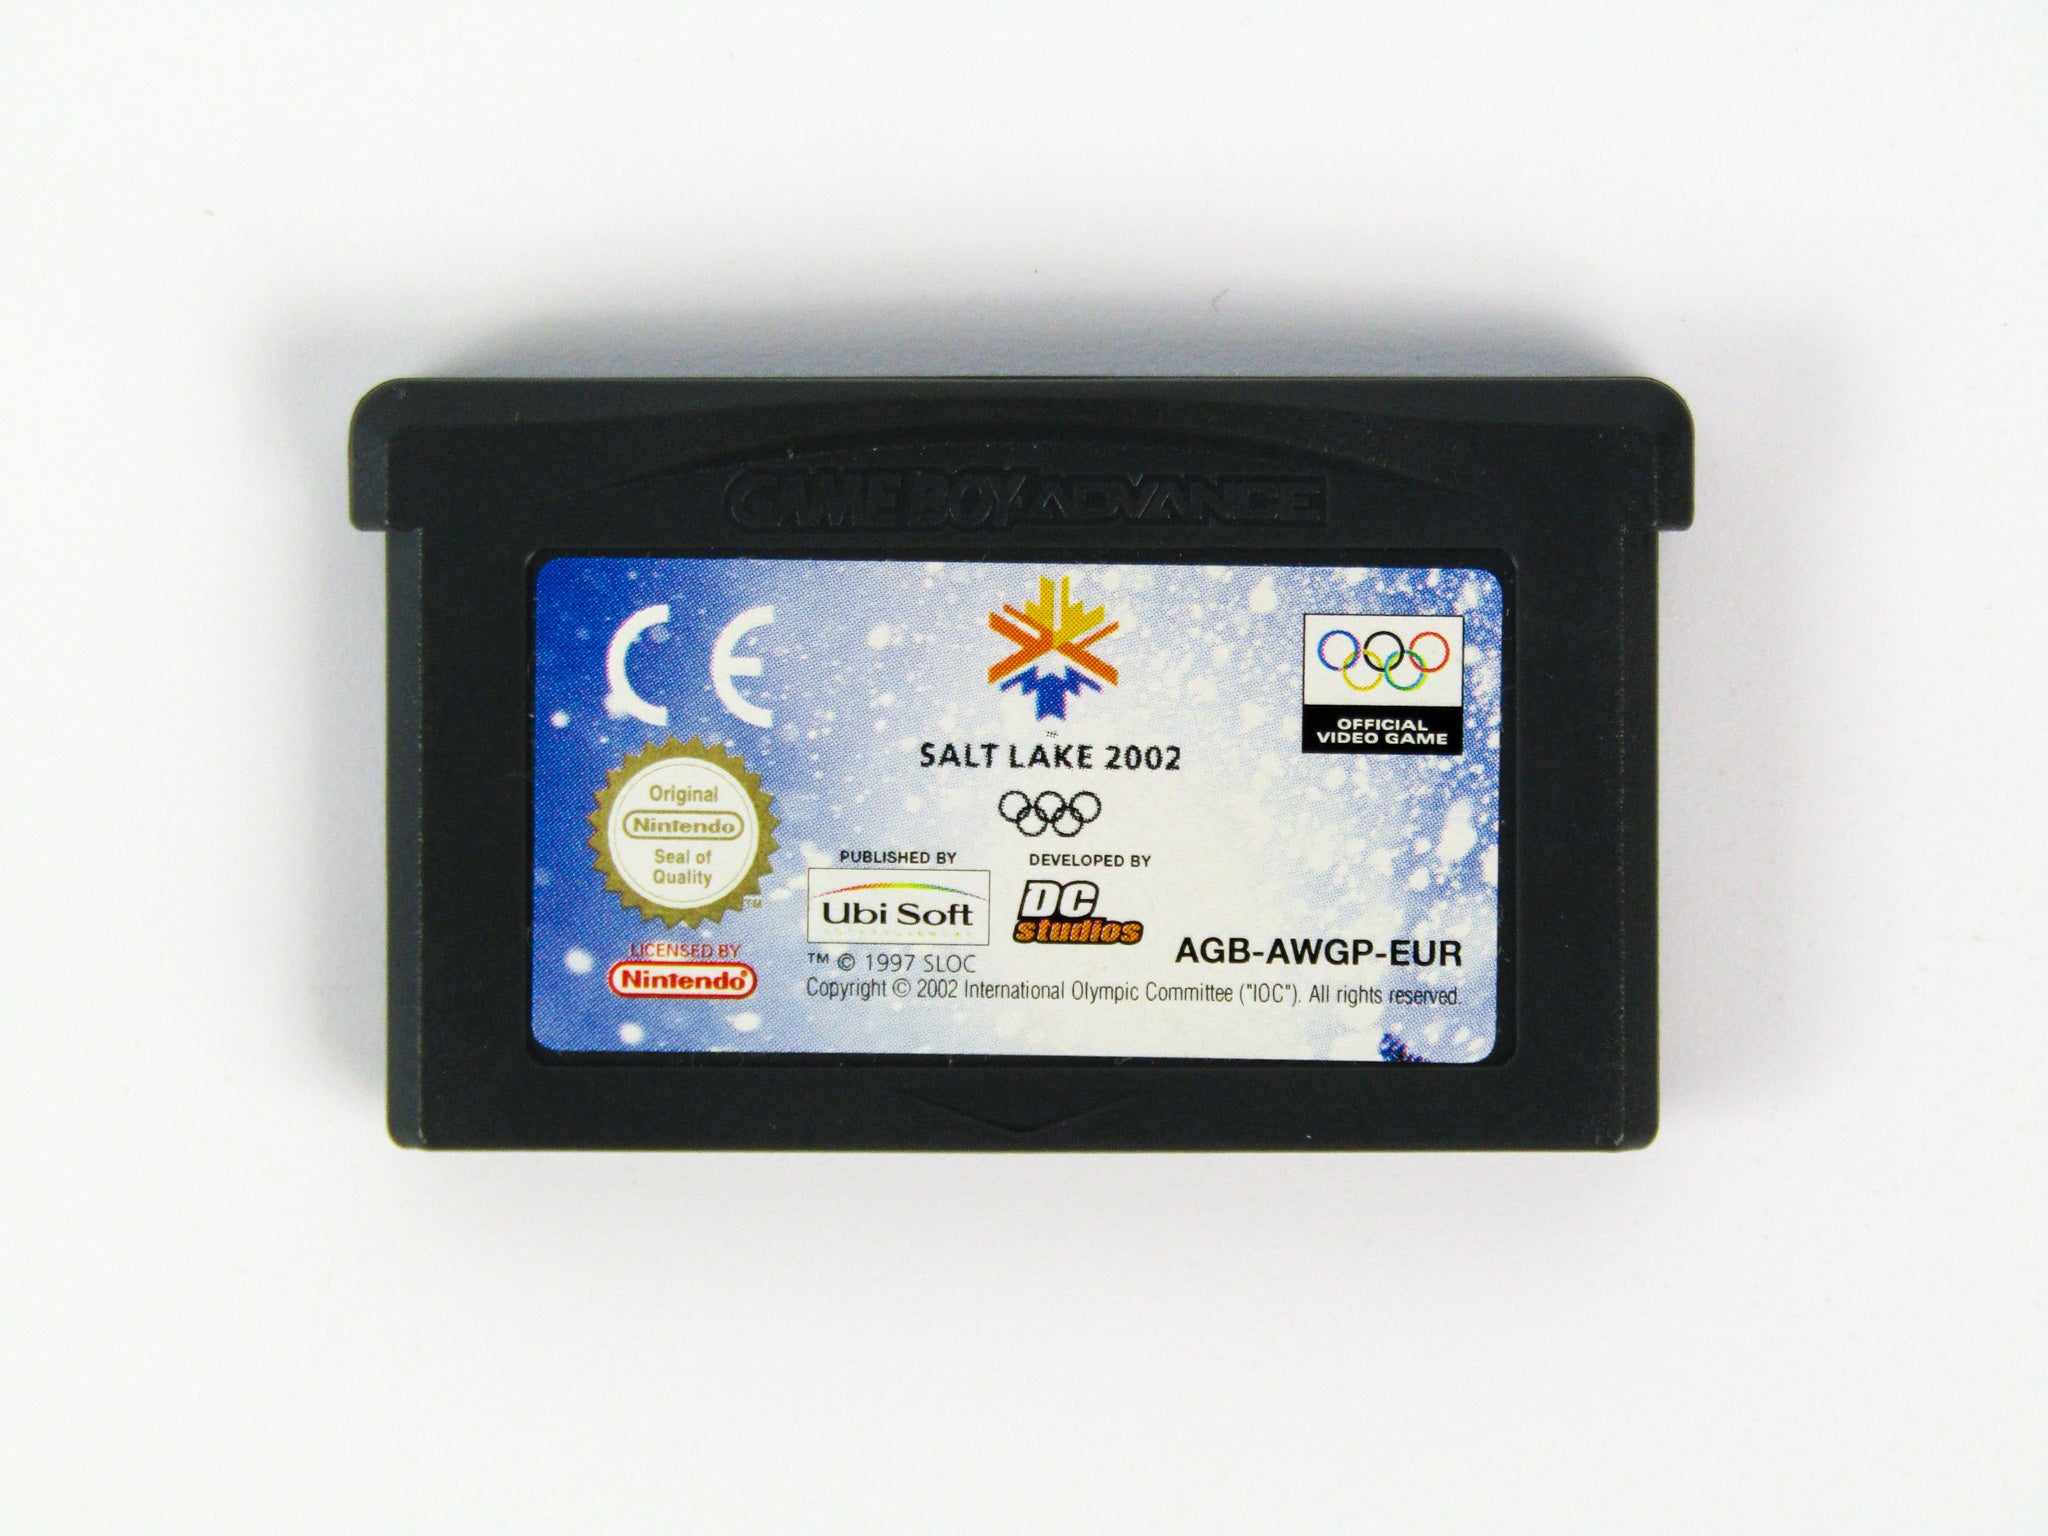 GAME BOY ADVANCE
CE
SALT LAKE 2002
OFFICIAL
VIDEO GAME
Original
Nintendo
Seal of
Quality
TM
LICENSED BY
Nintendo®
PUBLISHED BY
Ubi Soft
ENTERTAINMENT
DEVELOPED BY
DC
studios
AGB-AWGP-EUR
™ © 1997 SLOC
Copyright © 2002 International Olympic Committee ("IOC"). All rights reserved.